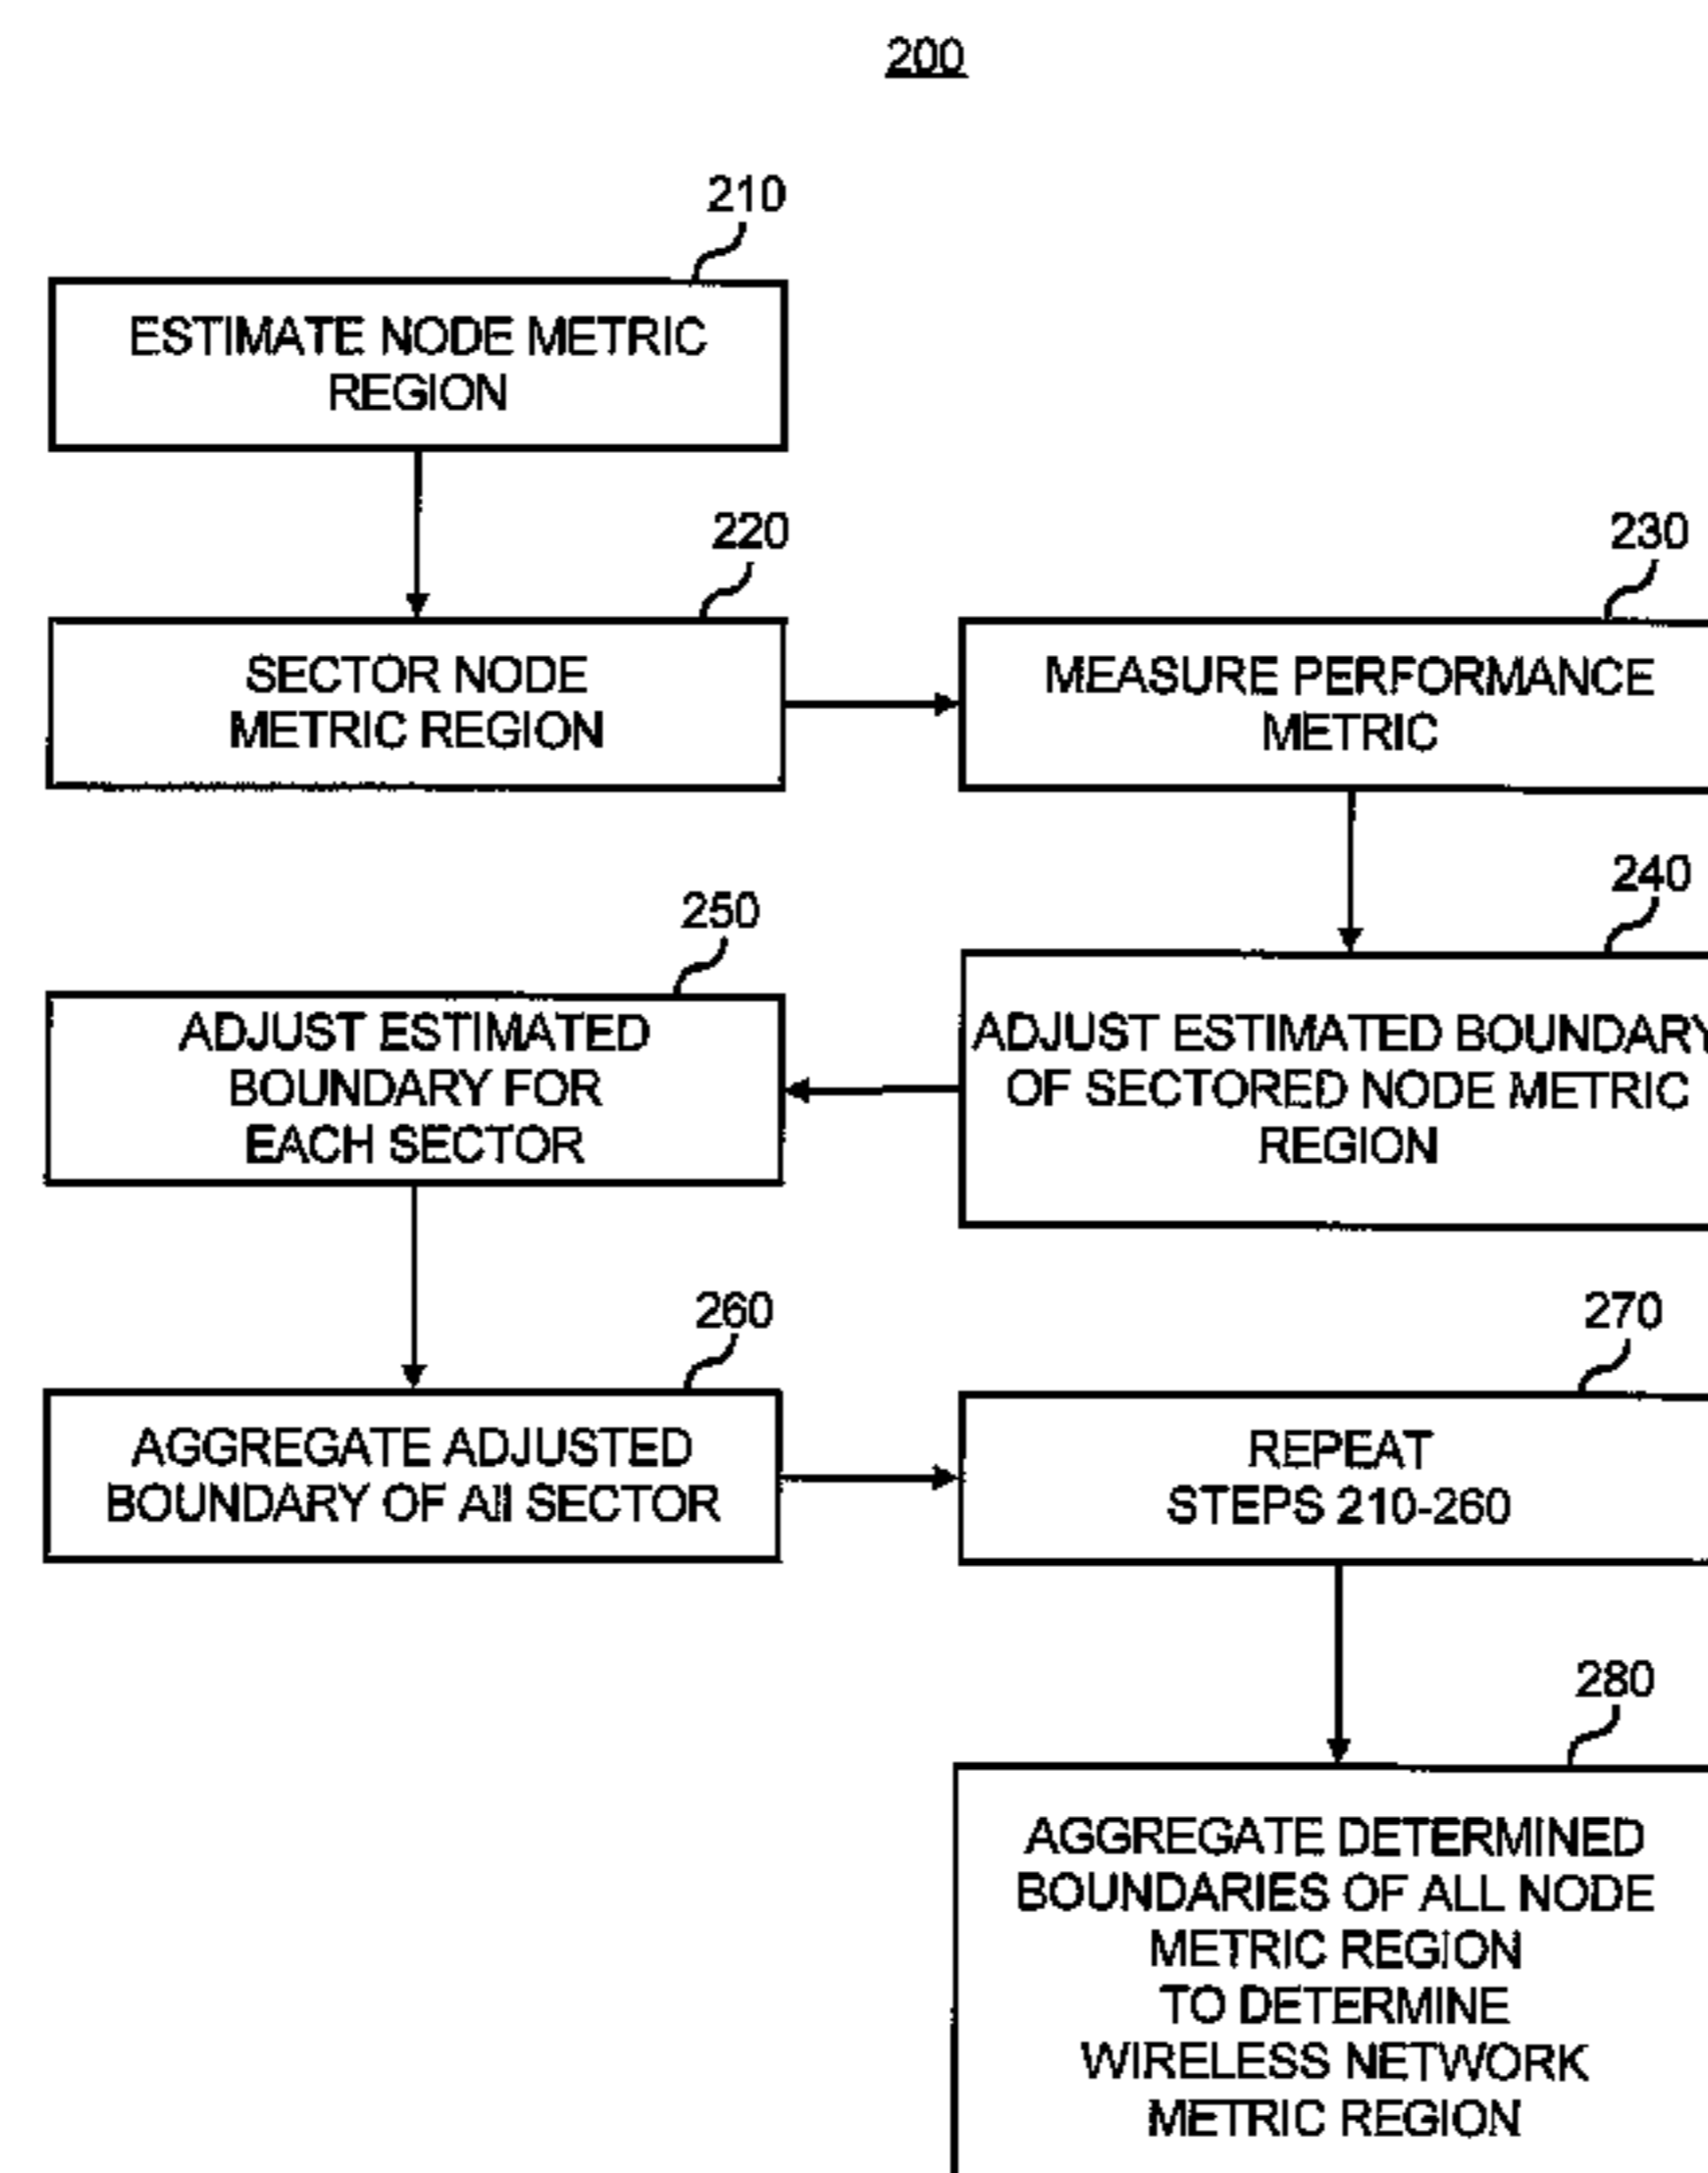 200
210
ESTIMATE NODE METRIC
REGION
220
SECTOR NODE
METRIC REGION
230
MEASURE PERFORMANCE
METRIC
240
ADJUST ESTIMATED BOUNDARY
OF SECTORED NODE METRIC
REGION
250
ADJUST ESTIMATED
BOUNDARY FOR
EACH SECTOR
260
AGGREGATE ADJUSTED
BOUNDARY OF All SECTOR
270
REPEAT
STEPS 210-260
280
AGGREGATE DETERMINED
BOUNDARIES OF ALL NODE
METRIC REGION
TO DETERMINE
WIRELESS NETWORK
METRIC REGION